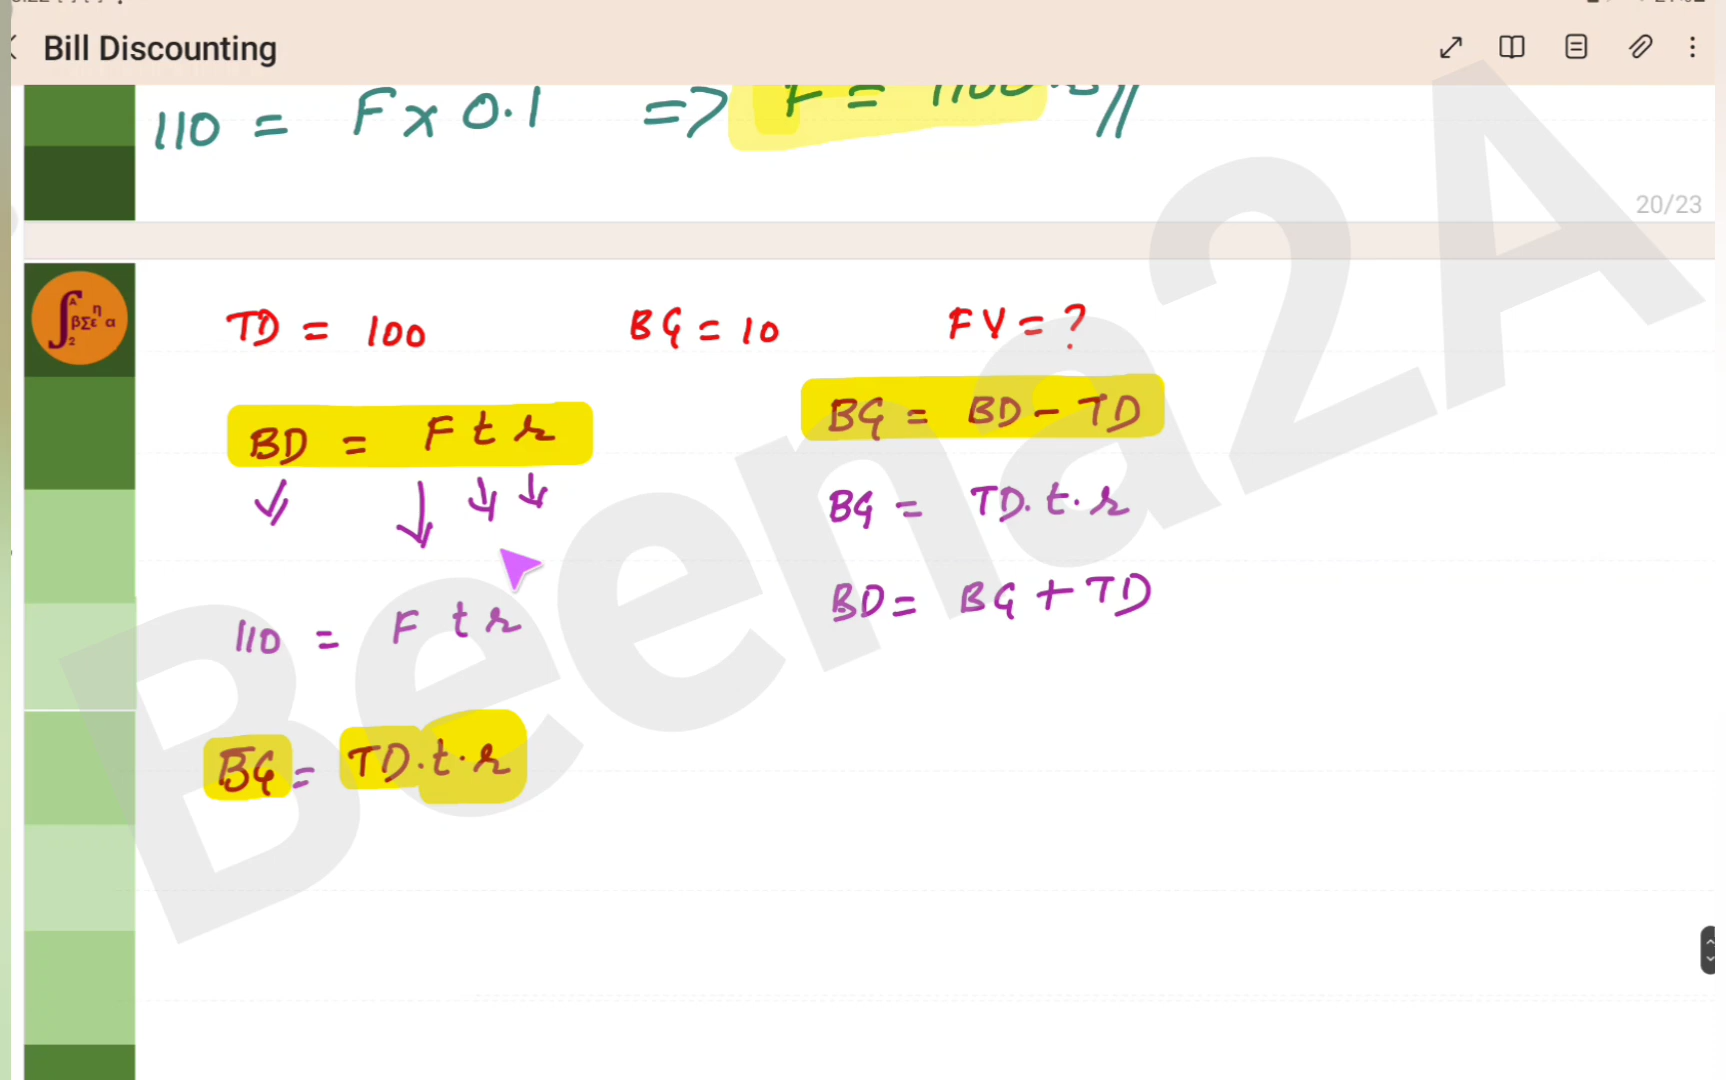 Bill Discounting
110 = F x 0.1 => F = 1100
20/23
TD = 100 BG = 10 FV = ?
BD = F t r BG = BD - TD
BG = TD. t. r
110 = F t r BD = BG + TD
BG = TD. t. r
Beena2A